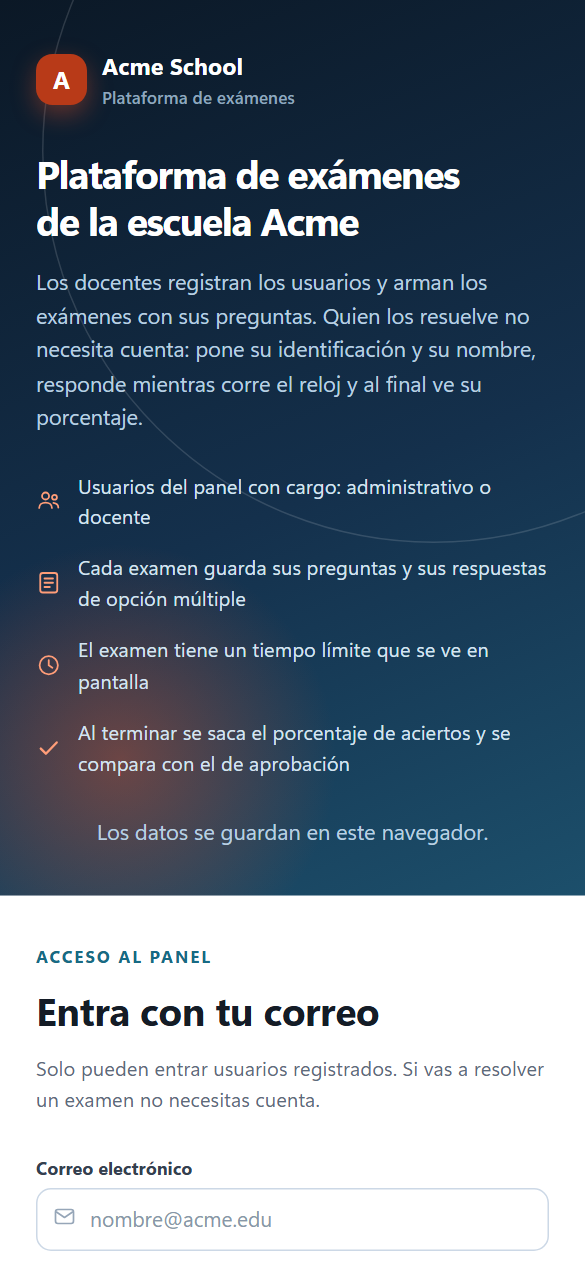 A
Acme School
Plataforma de exámenes
Plataforma de exámenes
de la escuela Acme
Los docentes registran los usuarios y arman los
exámenes con sus preguntas. Quien los resuelve no
necesita cuenta: pone su identificación y su nombre,
responde mientras corre el reloj y al final ve su
porcentaje.
Usuarios del panel con cargo: administrativo o
docente
Cada examen guarda sus preguntas y sus respuestas
de opción múltiple
El examen tiene un tiempo límite que se ve en
pantalla
Al terminar se saca el porcentaje de aciertos y se
compara con el de aprobación
Los datos se guardan en este navegador.
ACCESO AL PANEL
Entra con tu correo
Solo pueden entrar usuarios registrados. Si vas a resolver
un examen no necesitas cuenta.
Correo electrónico
nombre@acme.edu